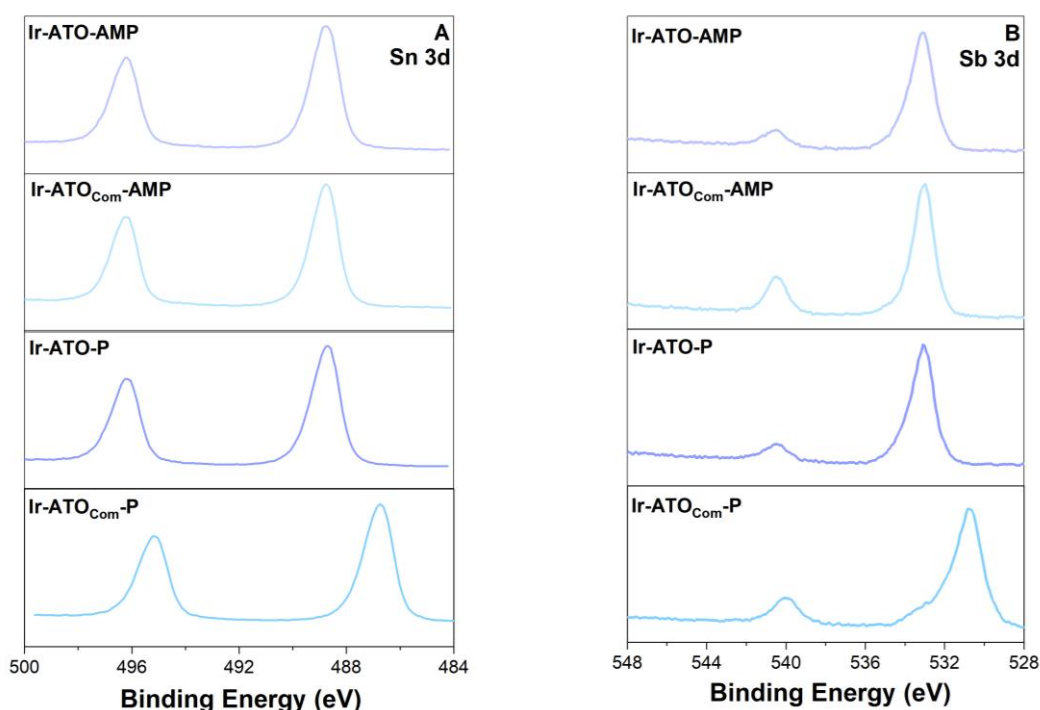 Ir-ATO-AMP
A
Sn 3d
Ir-ATOCom-AMP
Ir-ATO-P
Ir-ATOCom-P
500 496 492 488 484
Binding Energy (eV)
Ir-ATO-AMP
B
Sb 3d
Ir-ATOCom-AMP
Ir-ATO-P
Ir-ATOCom-P
548 544 540 536 532 528
Binding Energy (eV)